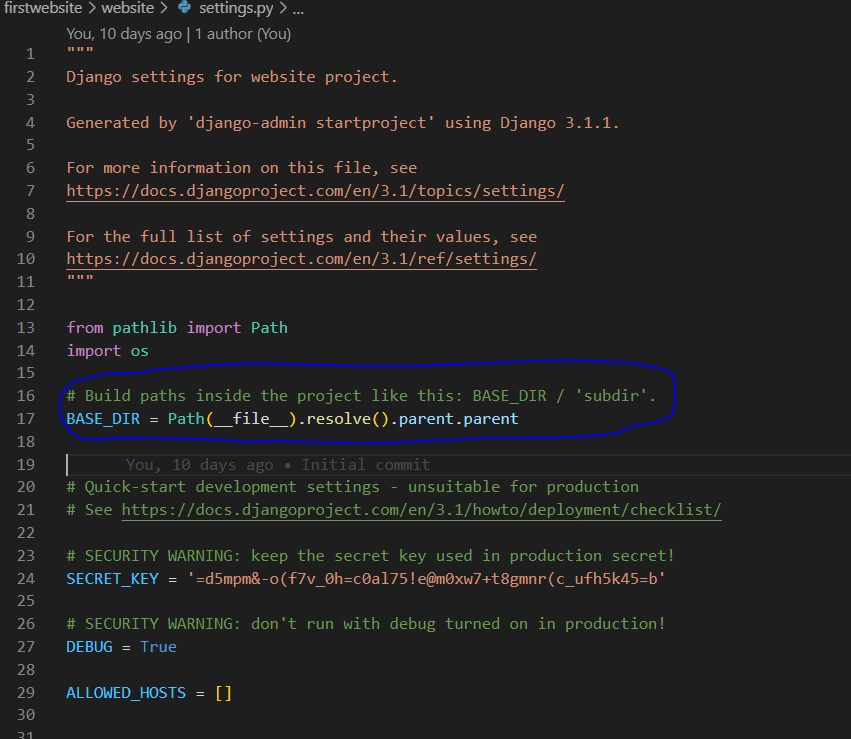 firstwebsite > website > settings.py > ...
You, 10 days ago | 1 author (You)
1 """
2 Django settings for website project.
3
4 Generated by 'django-admin startproject' using Django 3.1.1.
5
6 For more information on this file, see
7 https://docs.djangoproject.com/en/3.1/topics/settings/
8
9 For the full list of settings and their values, see
10 https://docs.djangoproject.com/en/3.1/ref/settings/
11 """
12
13 from pathlib import Path
14 import os
15
16 # Build paths inside the project like this: BASE_DIR / 'subdir'.
17 BASE_DIR = Path(__file__).resolve().parent.parent
18
19 You, 10 days ago • Initial commit
20 # Quick-start development settings - unsuitable for production
21 # See https://docs.djangoproject.com/en/3.1/howto/deployment/checklist/
22
23 # SECURITY WARNING: keep the secret key used in production secret!
24 SECRET_KEY = '=d5mpm&-o(f7v_0h=c0al75!e@m0xw7+t8gmnr(c_ufh5k45=b'
25
26 # SECURITY WARNING: don't run with debug turned on in production!
27 DEBUG = True
28
29 ALLOWED_HOSTS = []
30
31